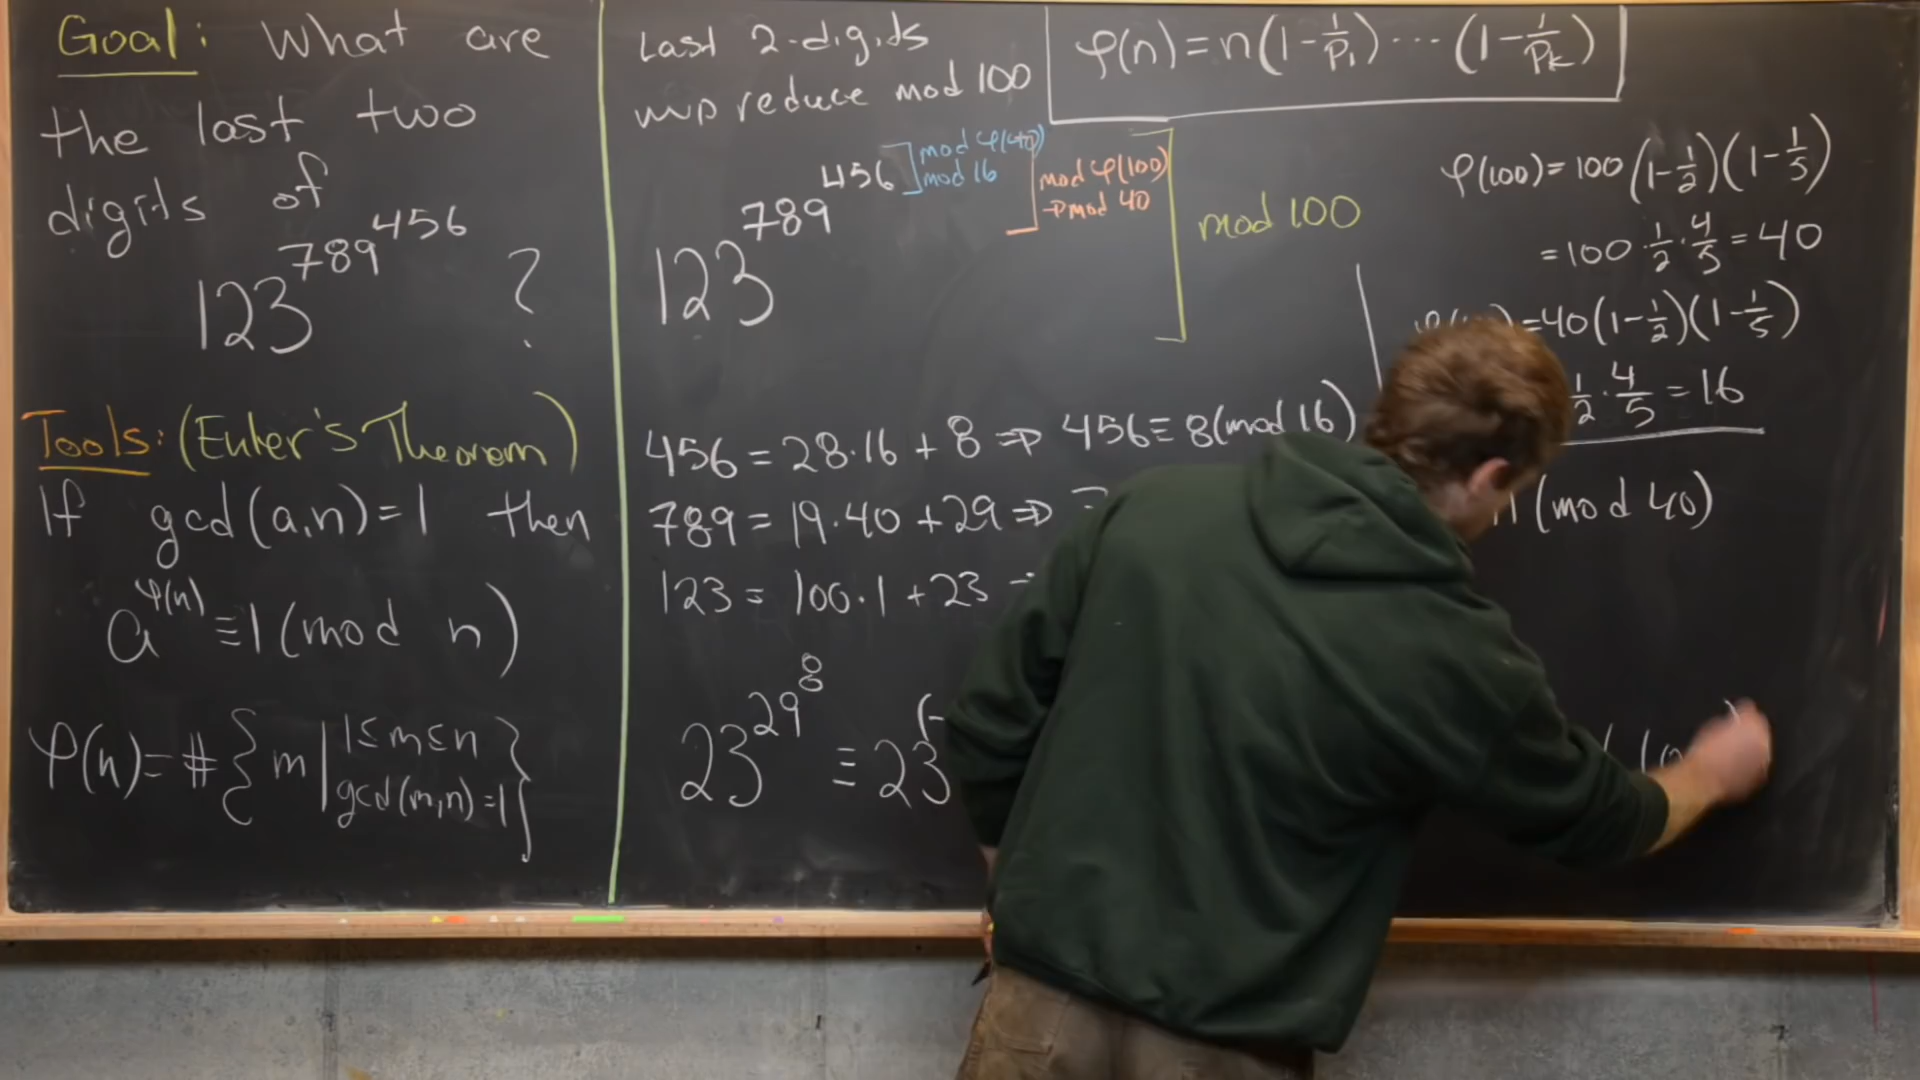 Goal: What are
the last two
digits of
123^789^456 ?
Tools: (Euler's Theorem)
If gcd(a,n)=1 then
a^φ(n) ≡1 (mod n)
φ(n)= # { m | 1≤m≤n
gcd(m,n)=1 }
Last 2-digits
reduce mod 100
123^789^456
mod φ(40)
mod 16
mod φ(100)
→ mod 40
mod 100
456 = 28·16 + 8 ⇒ 456 ≡ 8(mod 16)
789 = 19·40 + 29 ⇒
123 = 100·1 + 23
23^29^8 ≡ 23^(-
φ(n)=n(1-1/P₁)···(1-1/Pₖ)
φ(100)=100(1-1/2)(1-1/5)
=100·1/2·4/5=40
=40(1-1/2)(1-1/5)
1/2·4/5=16
(mod 40)